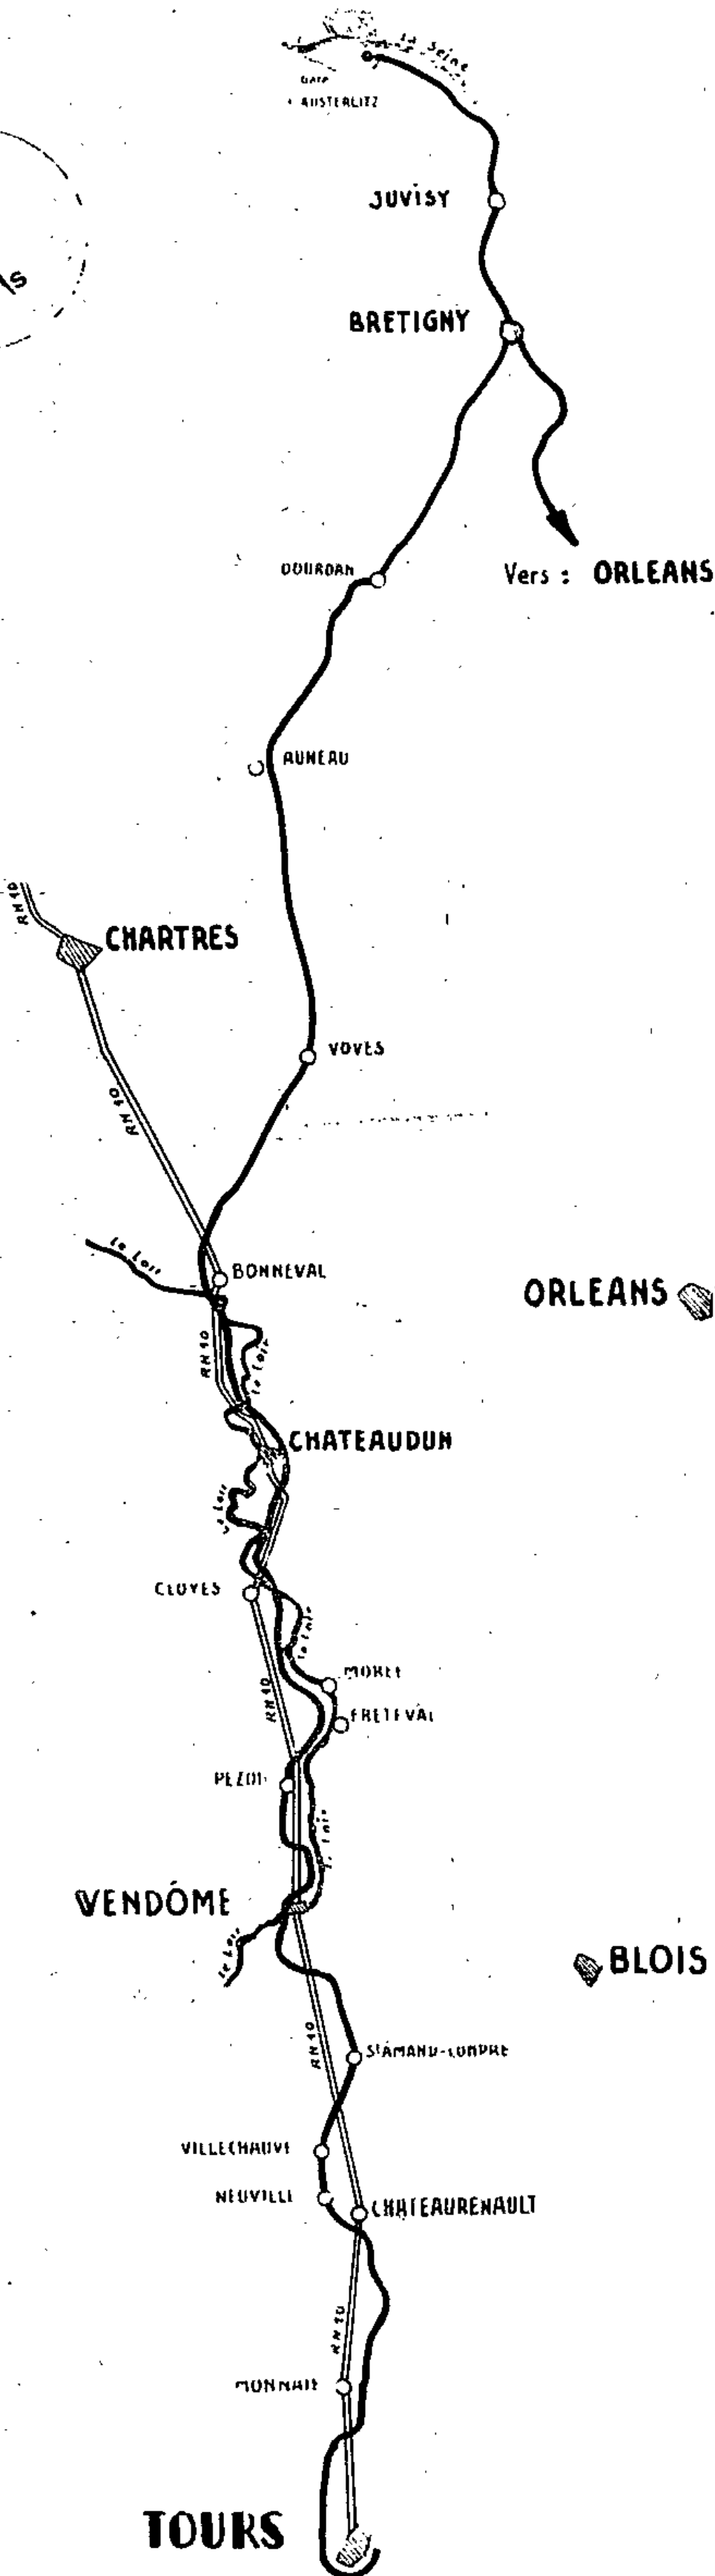 La Seine
Gare
AUSTERLITZ
JUVISY
BRETIGNY
DOURDAN
Vers : ORLEANS
AUNEAU
RN 10
CHARTRES
VOVES
RN 10
Le Loir
BONNEVAL
ORLEANS
RN 10
Le Loir
CHATEAUDUN
Le Loir
CLOYES
Le Loir
MOREE
RN 10
FRETEVAL
PEZOU
Le Loir
VENDÔME
Le Loir
BLOIS
RN 10
ST AMAND-LONPRE
VILLECHAUVE
NEUVILLE
CHATEAURENAULT
RN 10
MONNAIE
TOURS